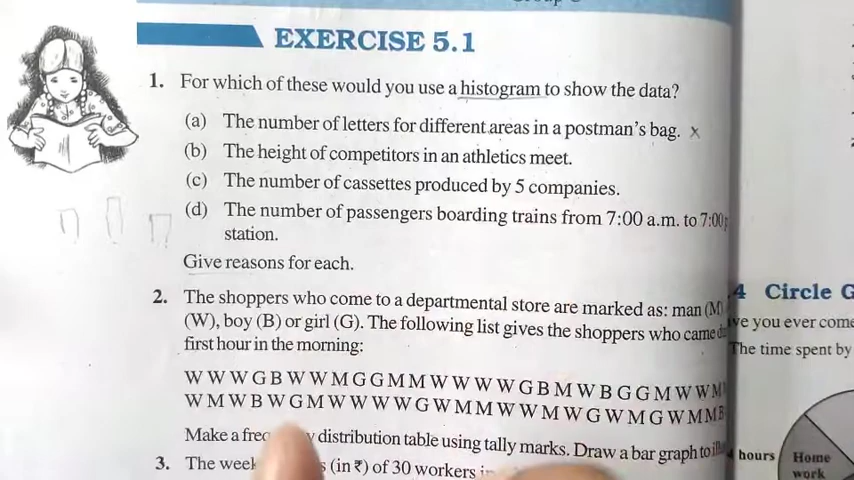 EXERCISE 5.1
1. For which of these would you use a histogram to show the data?
(a) The number of letters for different areas in a postman's bag. x
(b) The height of competitors in an athletics meet.
(c) The number of cassettes produced by 5 companies.
(d) The number of passengers boarding trains from 7:00 a.m. to 7:00
station.
Give reasons for each.
2. The shoppers who come to a departmental store are marked as: man (M)
(W), boy (B) or girl (G). The following list gives the shoppers who came
first hour in the morning:
W W W G B W W M G G M M W W W W G B M W B G G M W W M
W M W B W G M W W W W G W M M W W M W G W M G W M M B
Make a distribution table using tally marks. Draw a bar graph to
3. The (in ₹) of 30 workers
4 Circle G
you ever come
The time spent by
hours
Home
work